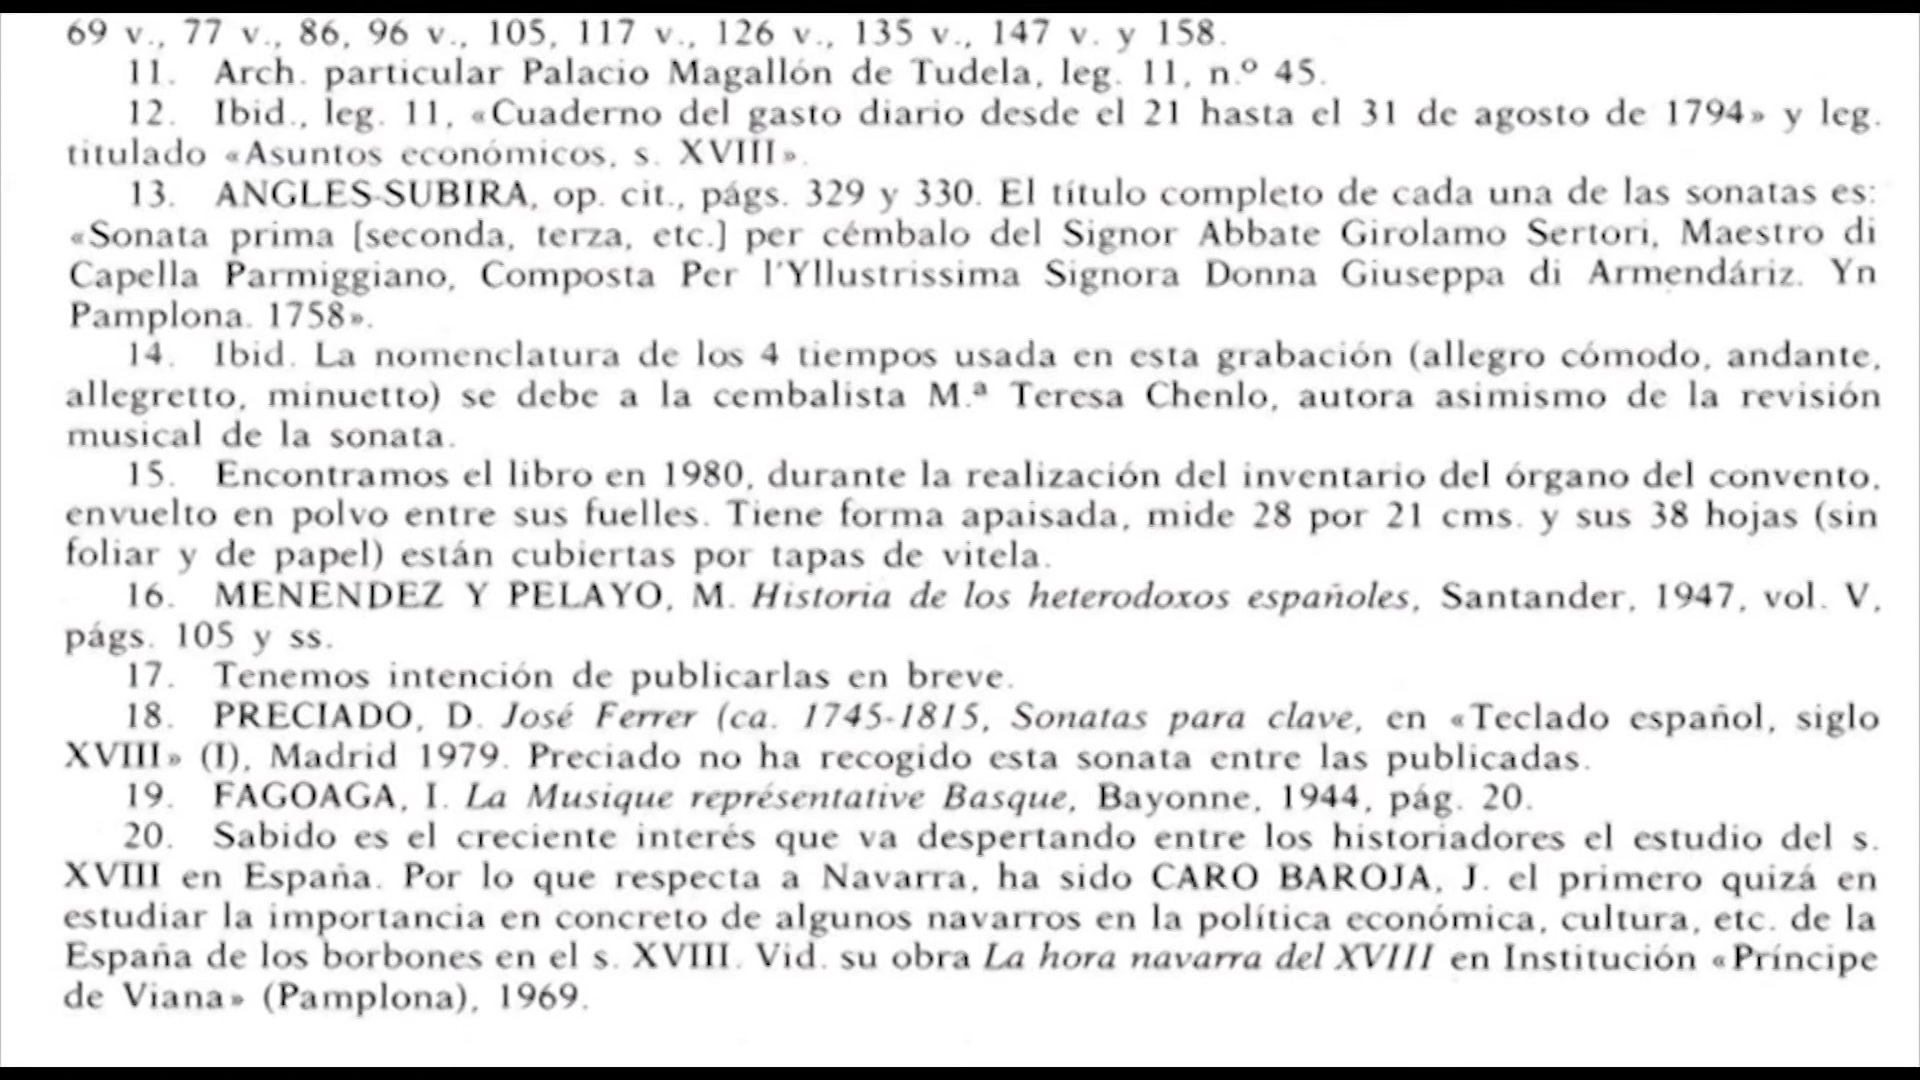 69 v., 77 v., 86, 96 v., 105, 117 v., 126 v., 135 v., 147 v. y 158.
11. Arch. particular Palacio Magallón de Tudela, leg. 11, n.º 45.
12. Ibid., leg. 11, «Cuaderno del gasto diario desde el 21 hasta el 31 de agosto de 1794» y leg.
titulado «Asuntos económicos, s. XVIII».
13. ANGLES-SUBIRA, op. cit., págs. 329 y 330. El título completo de cada una de las sonatas es:
«Sonata prima [seconda, terza, etc.] per cémbalo del Signor Abbate Girolamo Sertori, Maestro di
Capella Parmiggiano, Composta Per l'Yllustrissima Signora Donna Giuseppa di Armendáriz. Yn
Pamplona. 1758».
14. Ibid. La nomenclatura de los 4 tiempos usada en esta grabación (allegro cómodo, andante,
allegretto, minuetto) se debe a la cembalista M.ª Teresa Chenlo, autora asimismo de la revisión
musical de la sonata.
15. Encontramos el libro en 1980, durante la realización del inventario del órgano del convento,
envuelto en polvo entre sus fuelles. Tiene forma apaisada, mide 28 por 21 cms. y sus 38 hojas (sin
foliar y de papel) están cubiertas por tapas de vitela.
16. MENENDEZ Y PELAYO, M. Historia de los heterodoxos españoles, Santander, 1947, vol. V,
págs. 105 y ss.
17. Tenemos intención de publicarlas en breve.
18. PRECIADO, D. José Ferrer (ca. 1745-1815, Sonatas para clave, en «Teclado español, siglo
XVIII» (I), Madrid 1979. Preciado no ha recogido esta sonata entre las publicadas.
19. FAGOAGA, I. La Musique représentative Basque, Bayonne, 1944, pág. 20.
20. Sabido es el creciente interés que va despertando entre los historiadores el estudio del s.
XVIII en España. Por lo que respecta a Navarra, ha sido CARO BAROJA, J. el primero quizá en
estudiar la importancia en concreto de algunos navarros en la política económica, cultura, etc. de la
España de los borbones en el s. XVIII. Vid. su obra La hora navarra del XVIII en Institución «Príncipe
de Viana» (Pamplona), 1969.